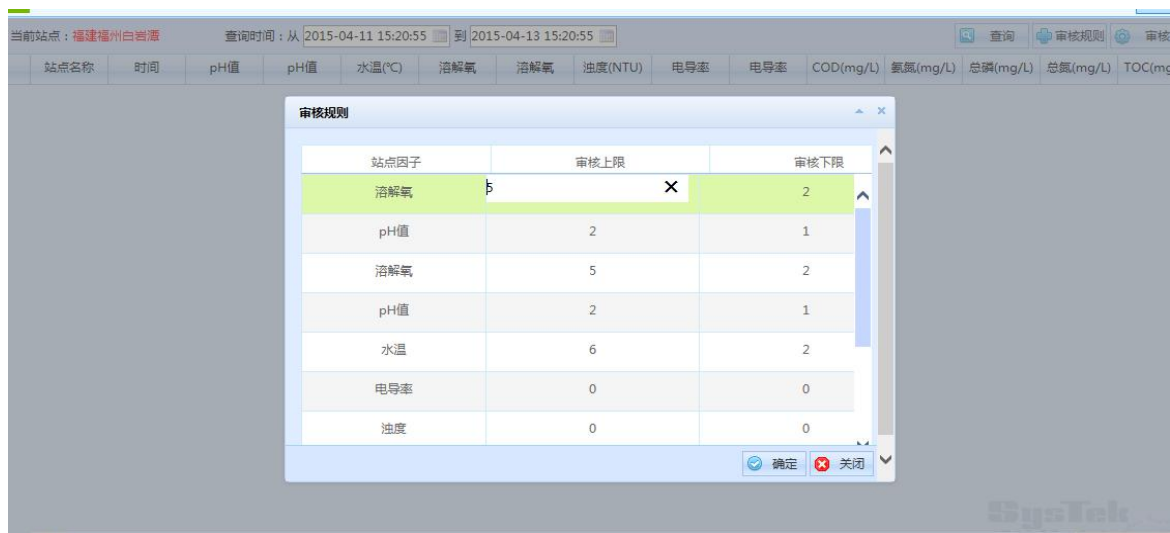 当前站点：福建福州白岩潭 查询时间：从 2015-04-11 15:20:55 到 2015-04-13 15:20:55 查询 审核规则 审核
站点名称 时间 pH值 pH值 水温(℃) 溶解氧 溶解氧 浊度(NTU) 电导率 电导率 COD(mg/L) 氨氮(mg/L) 总磷(mg/L) 总氮(mg/L) TOC(mg
审核规则
站点因子 审核上限 审核下限
溶解氧 5 2
pH值 2 1
溶解氧 5 2
pH值 2 1
水温 6 2
电导率 0 0
浊度 0 0
确定 关闭
SysTek